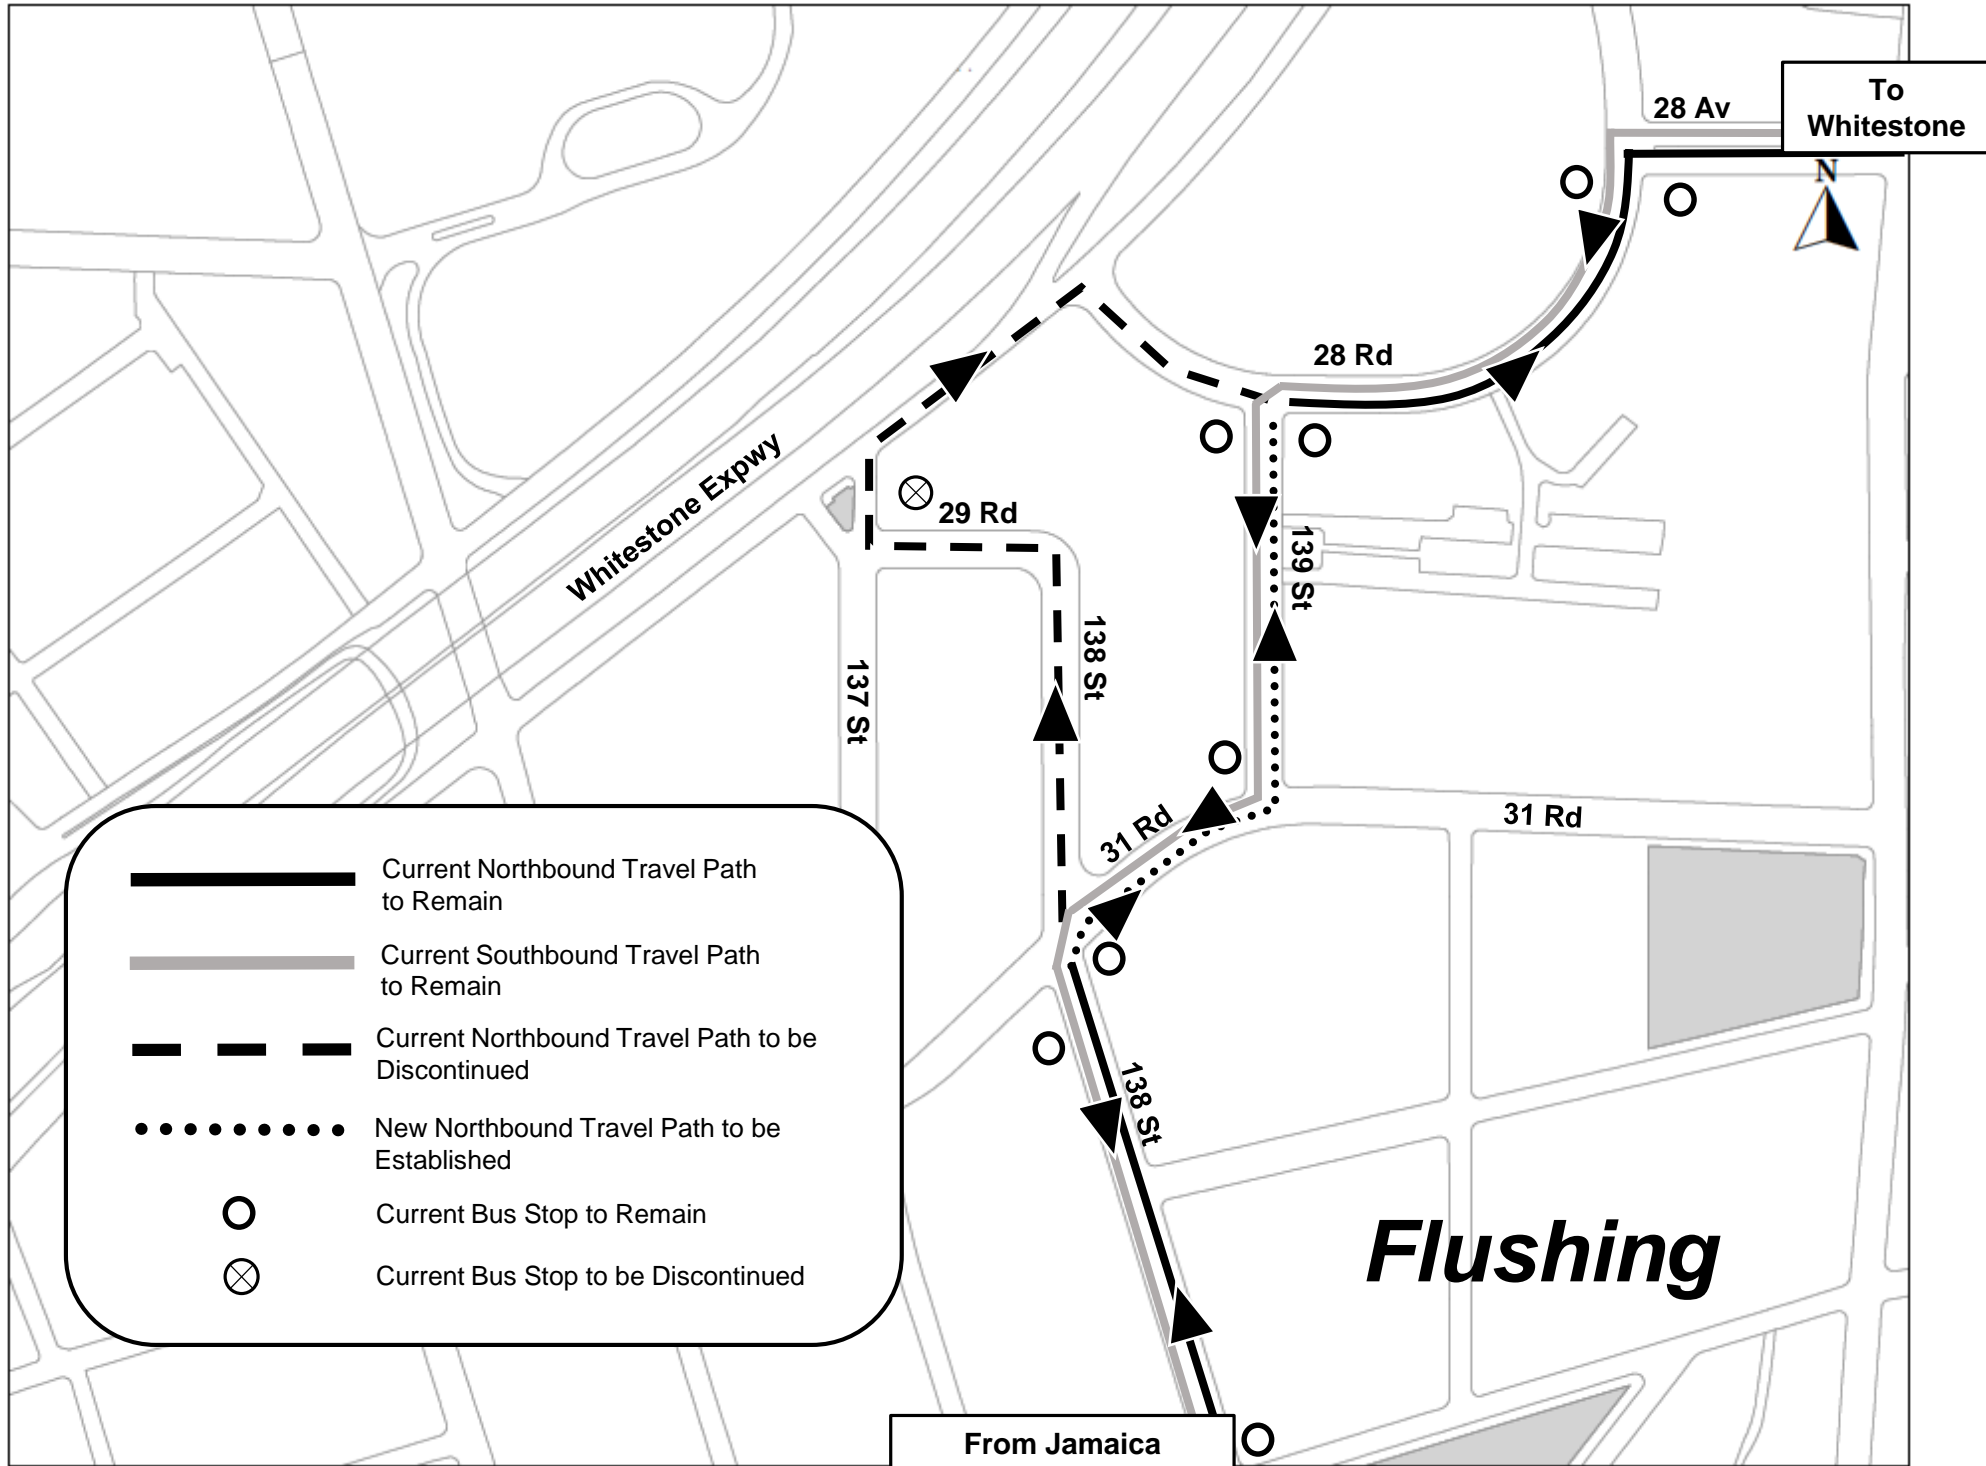 28 Av
To
Whitestone
N
28 Rd
Whitestone Expwy
29 Rd
139 St
138 St
137 St
31 Rd
31 Rd
Current Northbound Travel Path
to Remain
Current Southbound Travel Path
to Remain
Current Northbound Travel Path to be
Discontinued
138 St
New Northbound Travel Path to be
Established
Current Bus Stop to Remain
Flushing
Current Bus Stop to be Discontinued
From Jamaica